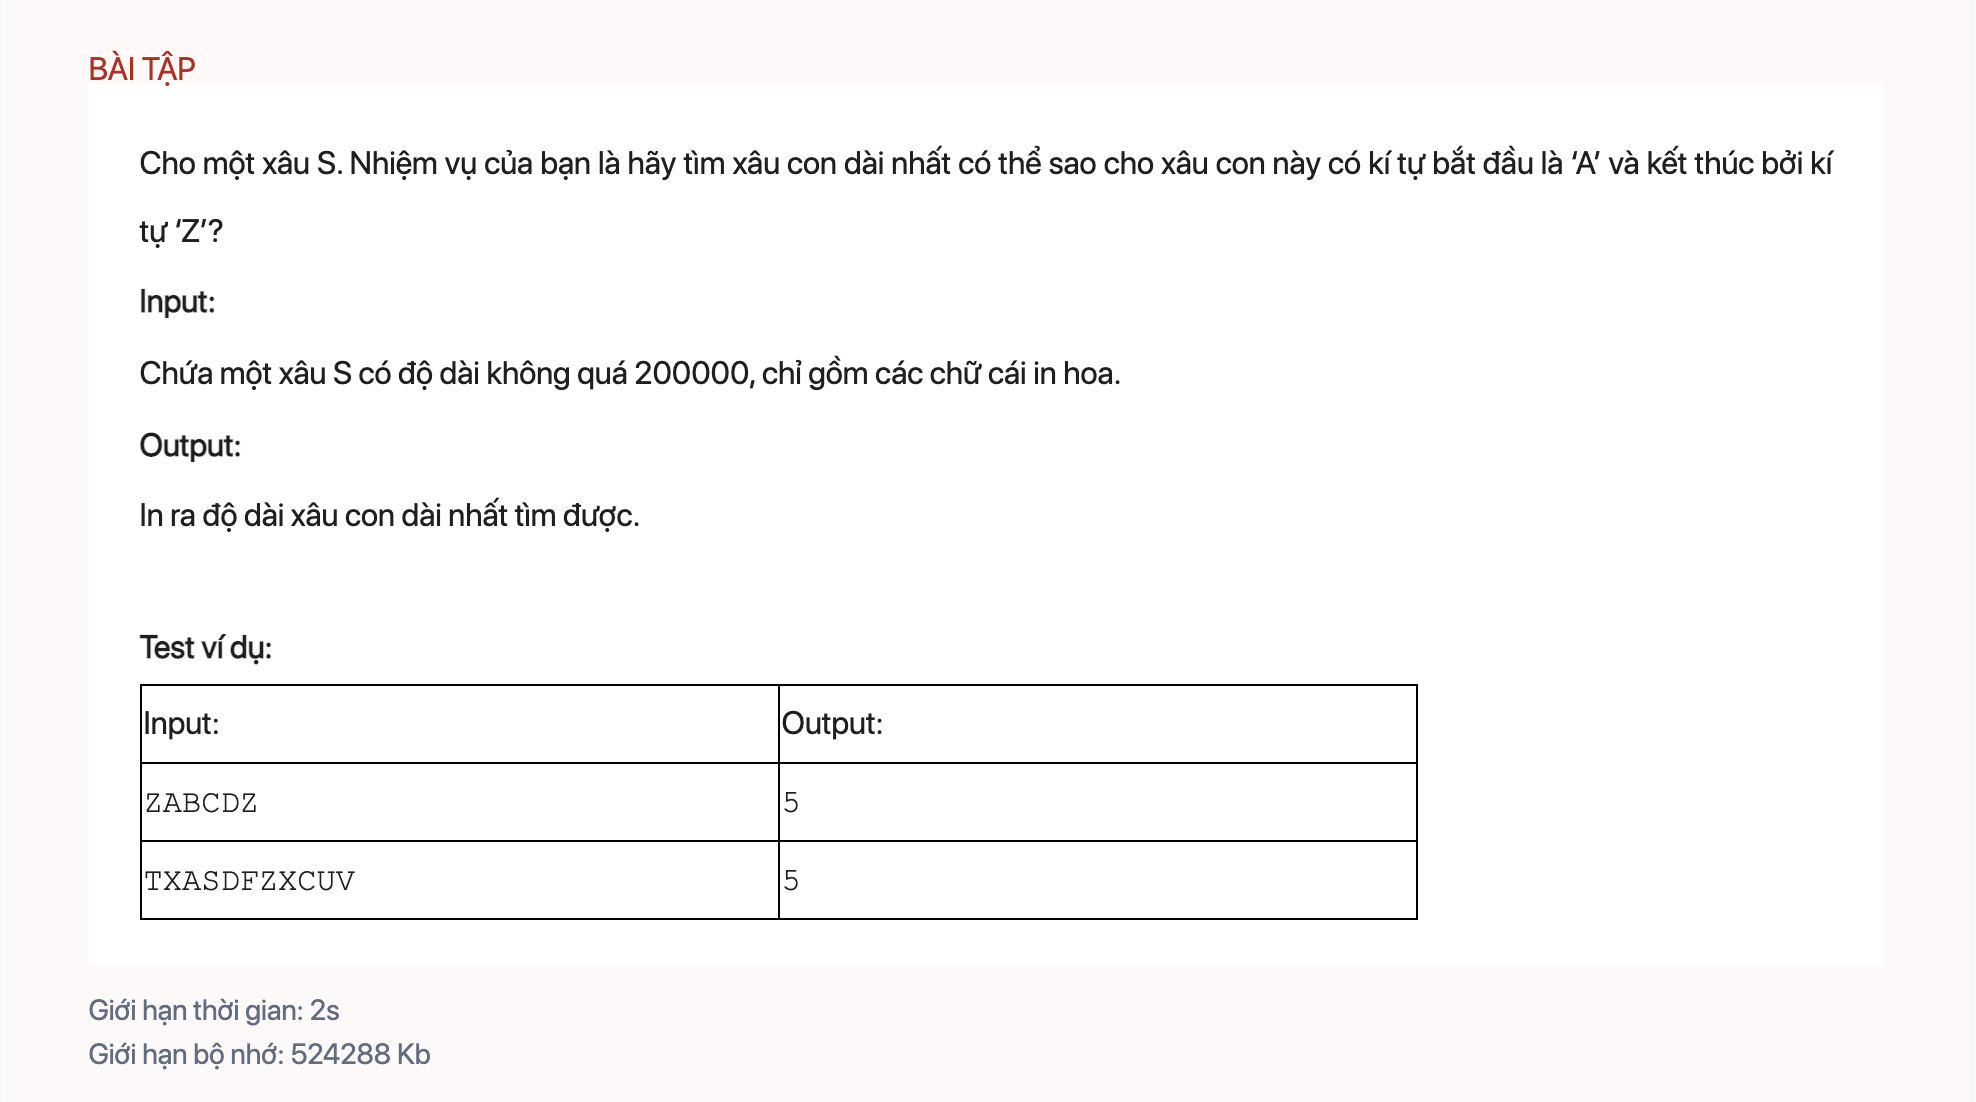 BÀI TẬP
Cho một xâu S. Nhiệm vụ của bạn là hãy tìm xâu con dài nhất có thể sao cho xâu con này có kí tự bắt đầu là ‘A’ và kết thúc bởi kí
tự ‘Z’?
Input:
Chứa một xâu S có độ dài không quá 200000, chỉ gồm các chữ cái in hoa.
Output:
In ra độ dài xâu con dài nhất tìm được.
Test ví dụ:
Input: Output:
ZABCDZ 5
TXASDFZXCUV 5
Giới hạn thời gian: 2s
Giới hạn bộ nhớ: 524288 Kb